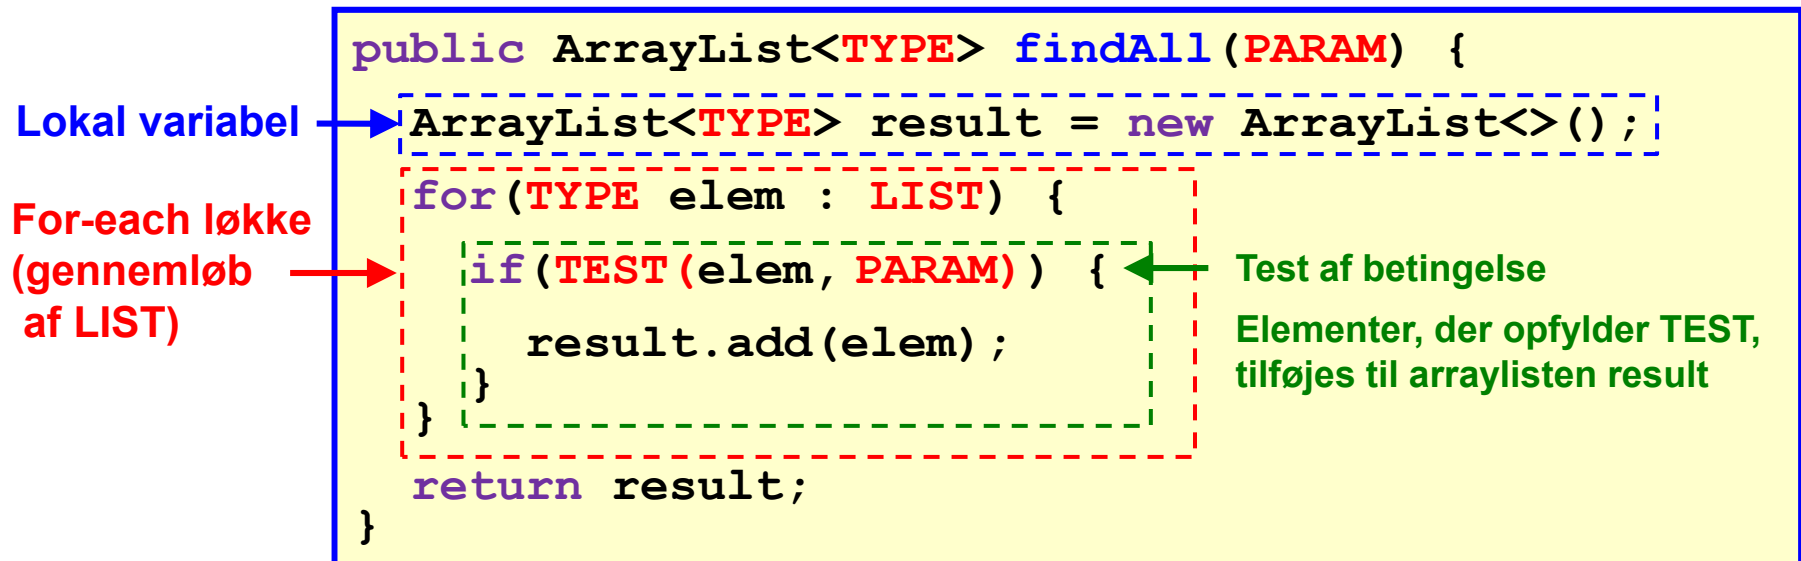 public ArrayList<TYPE> findAll(PARAM) {
Lokal variabel
ArrayList<TYPE> result = new ArrayList<>();
For-each løkke
(gennemløb
af LIST)
for(TYPE elem : LIST) {
if(TEST(elem, PARAM)) {
Test af betingelse
result.add(elem);
Elementer, der opfylder TEST,
tilføjes til arraylisten result
}
}
return result;
}